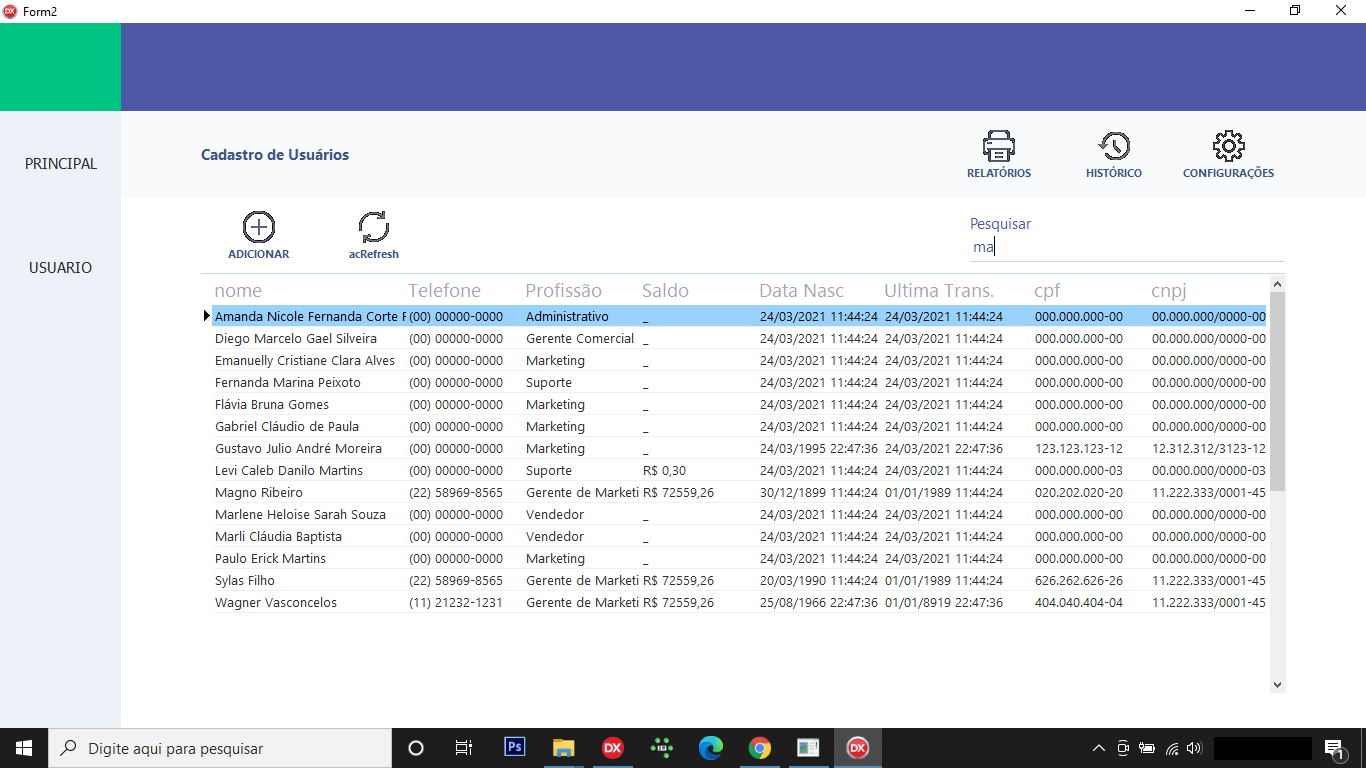 DX Form2
PRINCIPAL
USUARIO
Cadastro de Usuários
RELATÓRIOS HISTÓRICO CONFIGURAÇÕES
ADICIONAR acRefresh
Pesquisar
ma
nome Telefone Profissão Saldo Data Nasc Ultima Trans. cpf cnpj
Amanda Nicole Fernanda Corte F (00) 00000-0000 Administrativo _ 24/03/2021 11:44:24 24/03/2021 11:44:24 000.000.000-00 00.000.000/0000-00
Diego Marcelo Gael Silveira (00) 00000-0000 Gerente Comercial _ 24/03/2021 11:44:24 24/03/2021 11:44:24 000.000.000-00 00.000.000/0000-00
Emanuelly Cristiane Clara Alves (00) 00000-0000 Marketing _ 24/03/2021 11:44:24 24/03/2021 11:44:24 000.000.000-00 00.000.000/0000-00
Fernanda Marina Peixoto (00) 00000-0000 Suporte _ 24/03/2021 11:44:24 24/03/2021 11:44:24 000.000.000-00 00.000.000/0000-00
Flávia Bruna Gomes (00) 00000-0000 Marketing _ 24/03/2021 11:44:24 24/03/2021 11:44:24 000.000.000-00 00.000.000/0000-00
Gabriel Cláudio de Paula (00) 00000-0000 Marketing _ 24/03/2021 11:44:24 24/03/2021 11:44:24 000.000.000-00 00.000.000/0000-00
Gustavo Julio André Moreira (00) 00000-0000 Marketing _ 24/03/1995 22:47:36 24/03/2021 22:47:36 123.123.123-12 12.312.312/3123-12
Levi Caleb Danilo Martins (00) 00000-0000 Suporte R$ 0,30 24/03/2021 11:44:24 24/03/2021 11:44:24 000.000.000-03 00.000.000/0000-03
Magno Ribeiro (22) 58969-8565 Gerente de Marketi R$ 72559,26 30/12/1899 11:44:24 01/01/1989 11:44:24 020.202.020-20 11.222.333/0001-45
Marlene Heloise Sarah Souza (00) 00000-0000 Vendedor _ 24/03/2021 11:44:24 24/03/2021 11:44:24 000.000.000-00 00.000.000/0000-00
Marli Cláudia Baptista (00) 00000-0000 Vendedor _ 24/03/2021 11:44:24 24/03/2021 11:44:24 000.000.000-00 00.000.000/0000-00
Paulo Erick Martins (00) 00000-0000 Marketing _ 24/03/2021 11:44:24 24/03/2021 11:44:24 000.000.000-00 00.000.000/0000-00
Sylas Filho (22) 58969-8565 Gerente de Marketi R$ 72559,26 20/03/1990 11:44:24 01/01/1989 11:44:24 626.262.626-26 11.222.333/0001-45
Wagner Vasconcelos (11) 21232-1231 Gerente de Marketi R$ 72559,26 25/08/1966 22:47:36 01/01/8919 22:47:36 404.040.404-04 11.222.333/0001-45
Digite aqui para pesquisar Ps DX IG DX 1